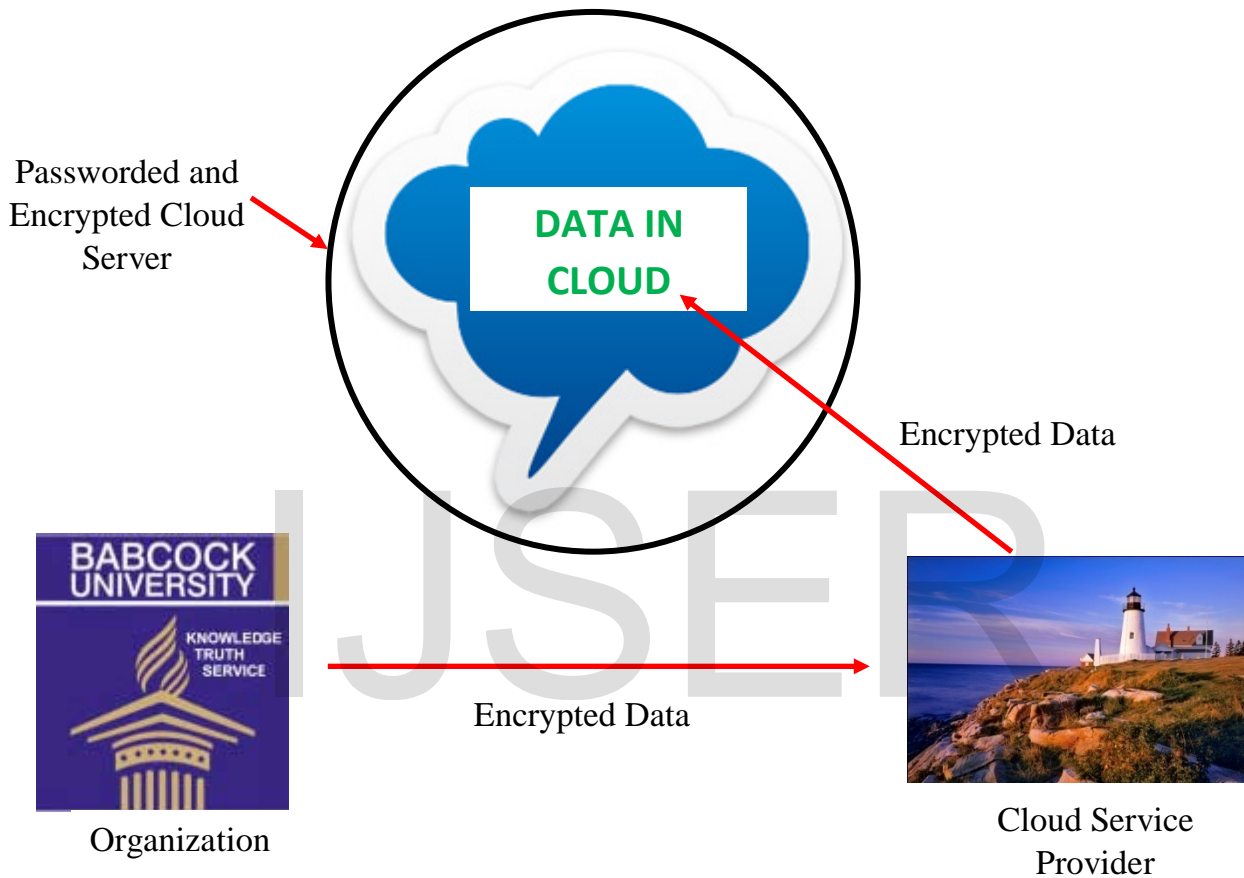 Passworded and
Encrypted Cloud
Server
DATA IN
CLOUD
Encrypted Data
IJSER
BABCOCK
UNIVERSITY
KNOWLEDGE
TRUTH
SERVICE
Encrypted Data
Organization
Cloud Service
Provider